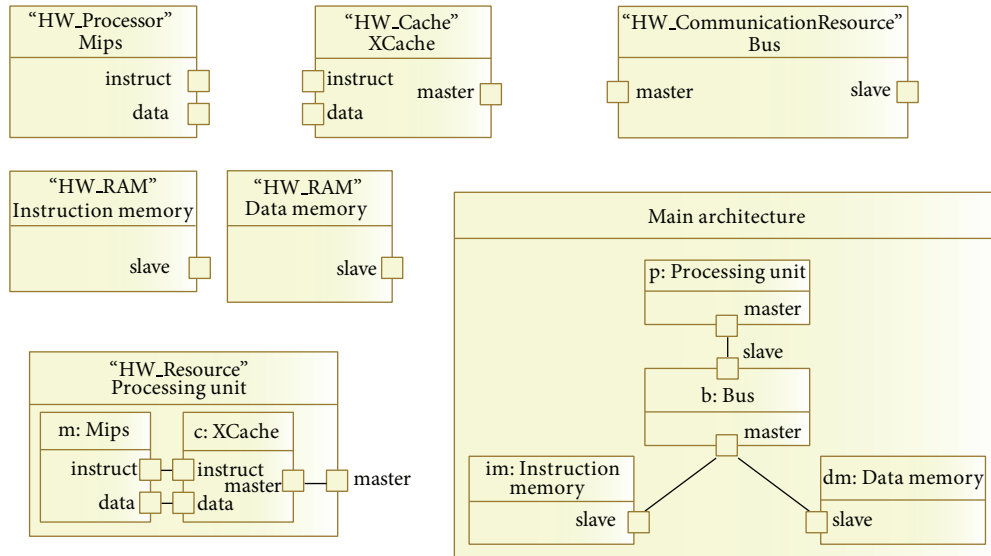 “HW_Processor”
Mips
instruct
data
“HW_Cache”
XCache
instruct
master
data
“HW_CommunicationResource”
Bus
master
slave
“HW_RAM”
Instruction memory
slave
“HW_RAM”
Data memory
slave
“HW_Resource”
Processing unit
m: Mips
instruct
data
c: XCache
instruct
master
data
master
Main architecture
p: Processing unit
master
slave
b: Bus
master
im: Instruction
memory
slave
dm: Data memory
slave